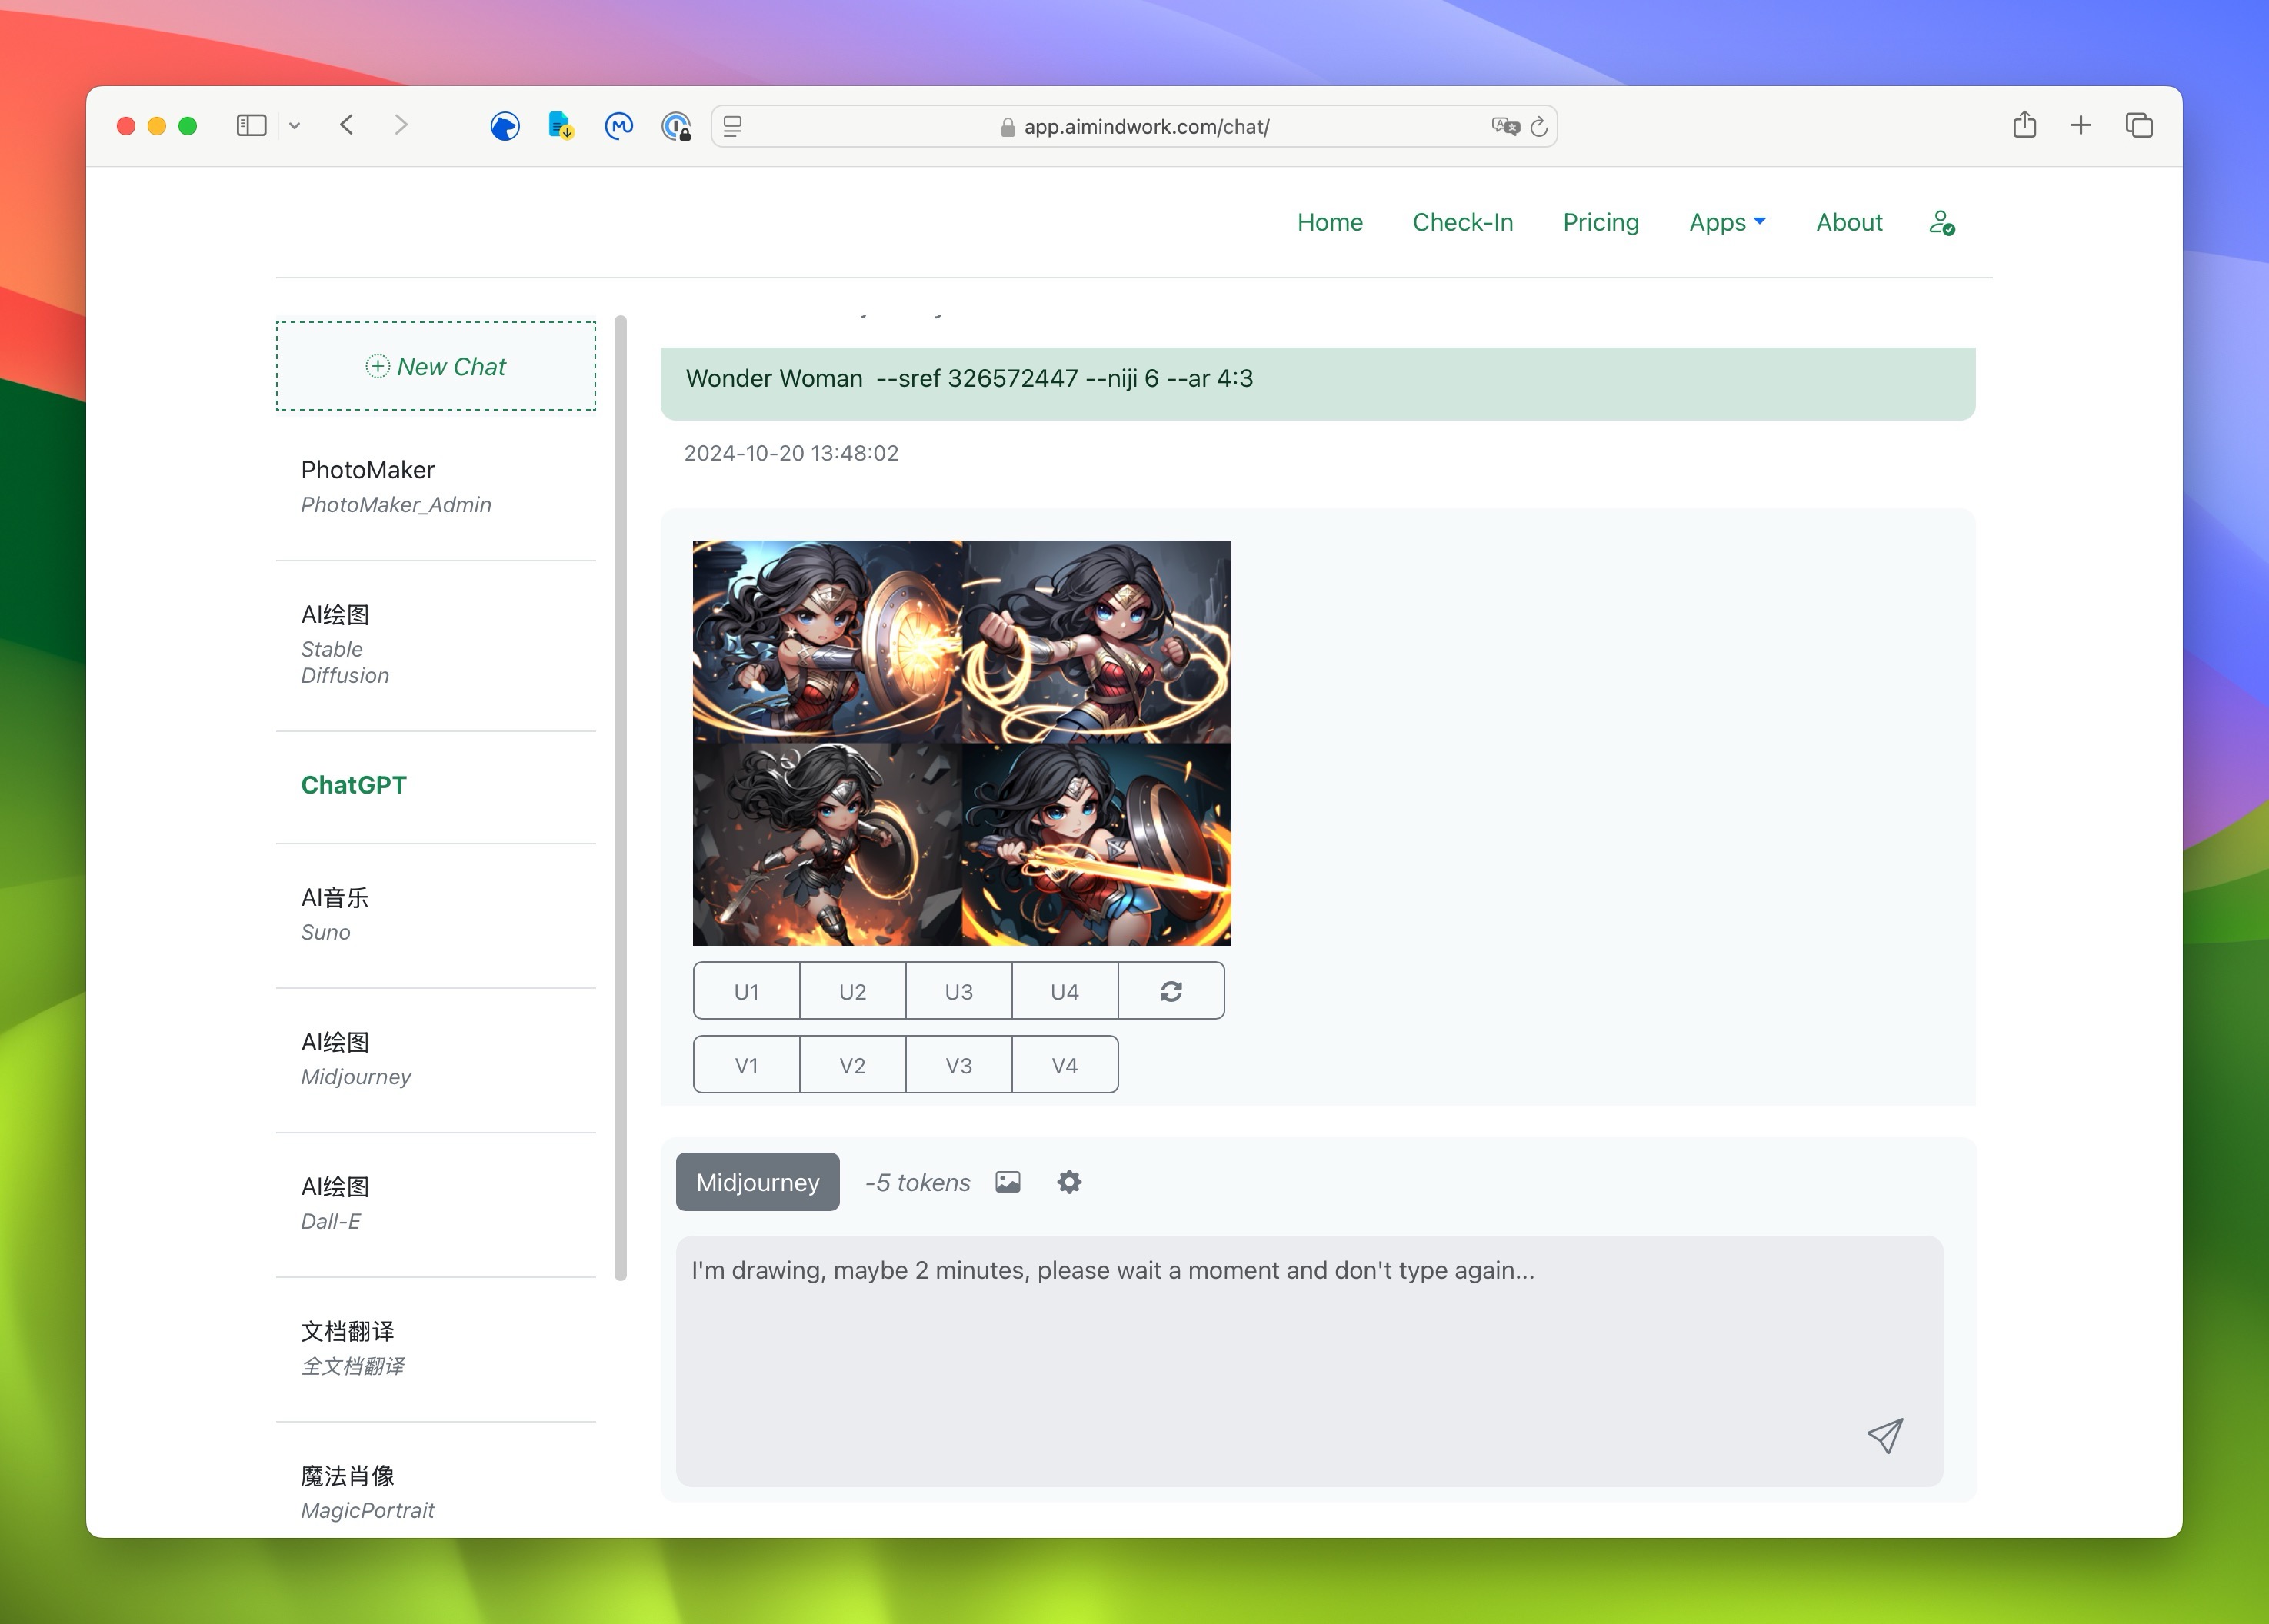 app.aimindwork.com/chat/
Home
Check-In
Pricing
Apps
About
New Chat
PhotoMaker
PhotoMaker_Admin
AI绘图
Stable
Diffusion
ChatGPT
AI音乐
Suno
AI绘图
Midjourney
AI绘图
Dall-E
文档翻译
全文档翻译
魔法肖像
MagicPortrait
Wonder Woman --sref 326572447 --niji 6 --ar 4:3
2024-10-20 13:48:02
U1
U2
U3
U4
V1
V2
V3
V4
Midjourney
-5 tokens
I'm drawing, maybe 2 minutes, please wait a moment and don't type again...